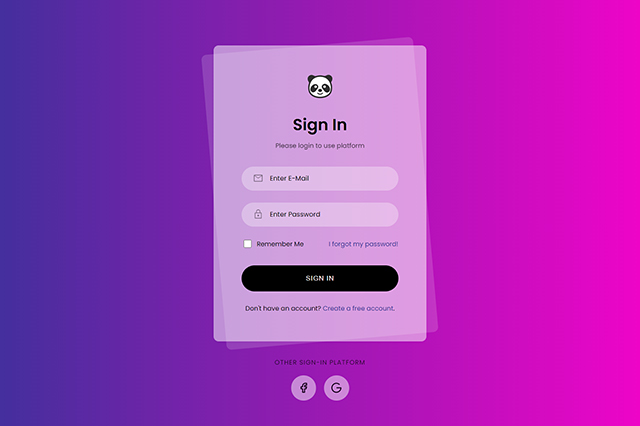 Sign In
Please login to use platform
Enter E-Mail
Enter Password
Remember Me
I forgot my password!
SIGN IN
Don't have an account? Create a free account.
OTHER SIGN-IN PLATFORM